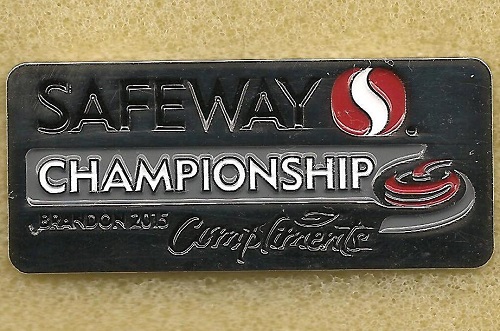 SAFEWAY
CHAMPIONSHIP
BRANDON 2015
Compliments